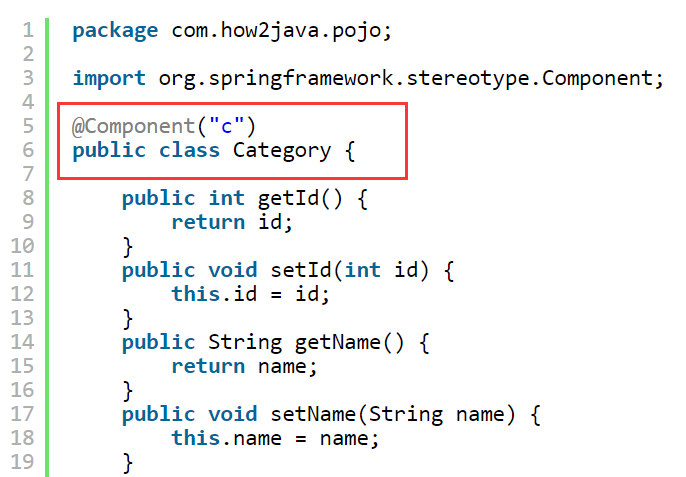 1 package com.how2java.pojo;
2
3 import org.springframework.stereotype.Component;
4
5 @Component("c")
6 public class Category {
7
8 public int getId() {
9 return id;
10 }
11 public void setId(int id) {
12 this.id = id;
13 }
14 public String getName() {
15 return name;
16 }
17 public void setName(String name) {
18 this.name = name;
19 }